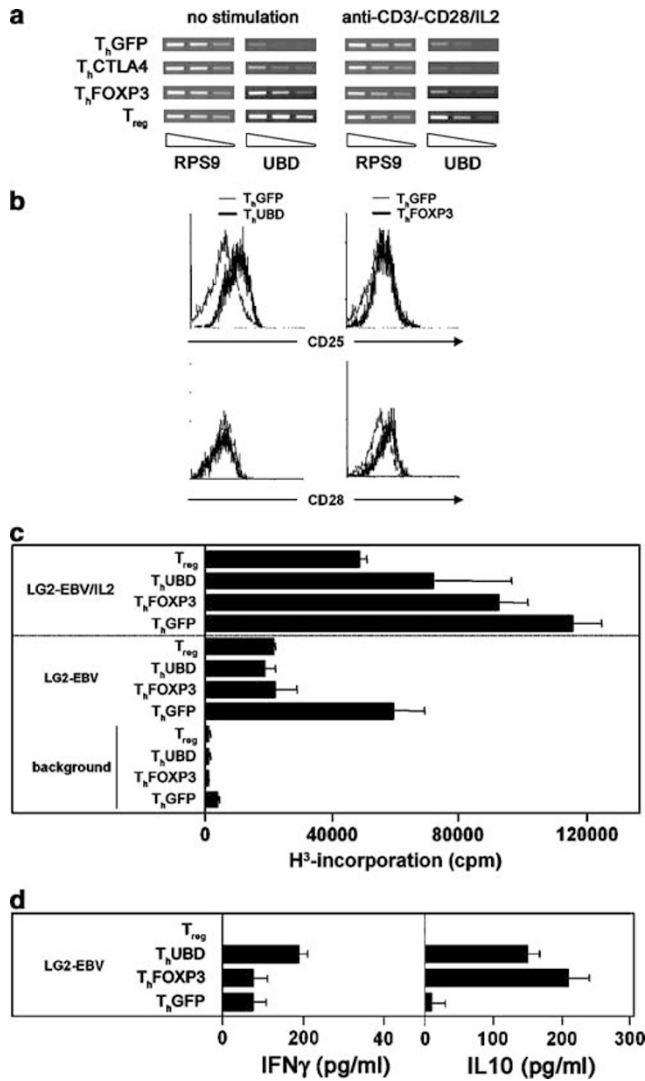 a
no stimulation
anti-CD3/-CD28/IL2
ThGFP
ThCTLA4
ThFOXP3
Treg
RPS9
UBD
RPS9
UBD
b
ThGFP
ThUBD
ThGFP
ThFOXP3
CD25
CD28
c
LG2-EBV/IL2
Treg
ThUBD
ThFOXP3
ThGFP
LG2-EBV
Treg
ThUBD
ThFOXP3
ThGFP
background
Treg
ThUBD
ThFOXP3
ThGFP
0 40000 80000 120000
H³-incorporation (cpm)
d
LG2-EBV
Treg
ThUBD
ThFOXP3
ThGFP
0 200 40
IFNγ (pg/ml)
0 100 200 300
IL10 (pg/ml)